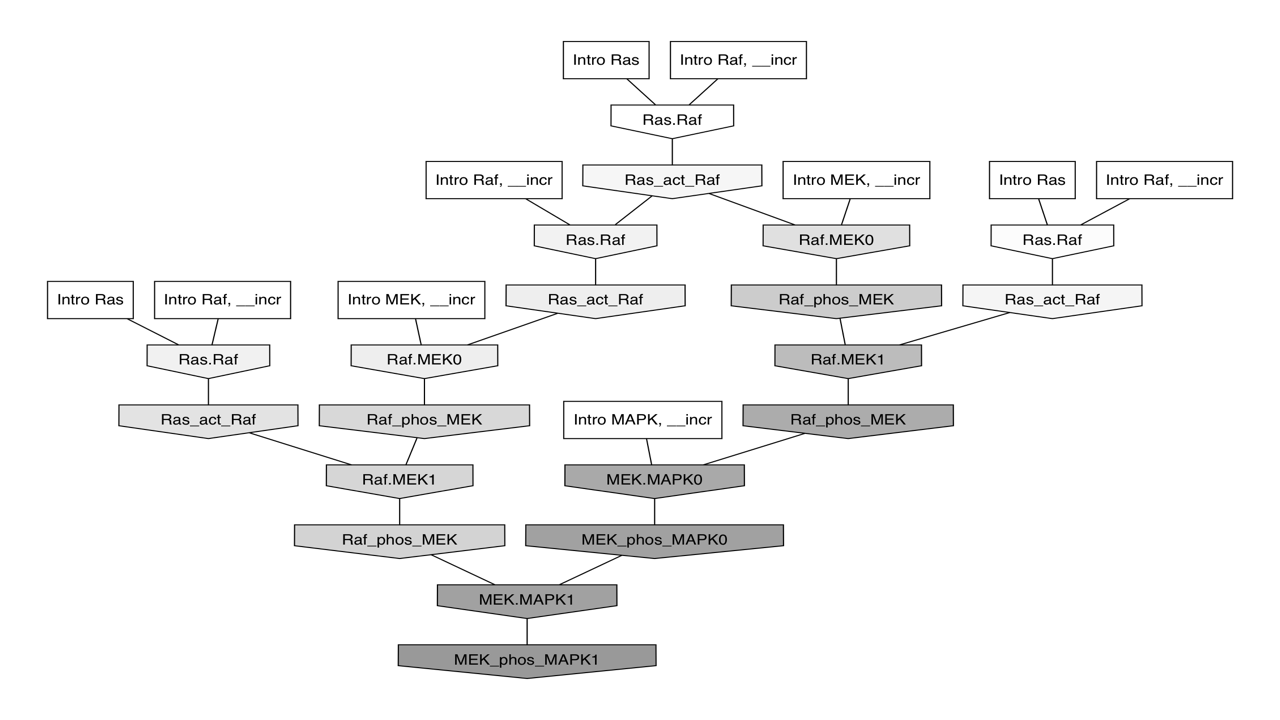 Intro Ras
Intro Raf, __incr
Ras.Raf
Intro Raf, __incr
Ras_act_Raf
Intro MEK, __incr
Intro Ras
Intro Raf, __incr
Ras.Raf
Raf.MEK0
Ras.Raf
Intro Ras
Intro Raf, __incr
Intro MEK, __incr
Ras_act_Raf
Raf_phos_MEK
Ras_act_Raf
Ras.Raf
Raf.MEK0
Raf.MEK1
Ras_act_Raf
Raf_phos_MEK
Intro MAPK, __incr
Raf_phos_MEK
Raf.MEK1
MEK.MAPK0
Raf_phos_MEK
MEK_phos_MAPK0
MEK.MAPK1
MEK_phos_MAPK1